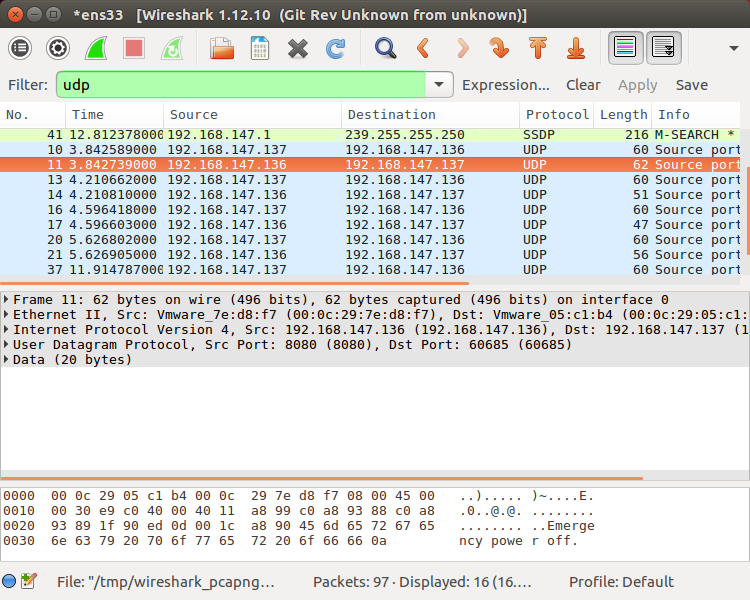 *ens33 [Wireshark 1.12.10 (Git Rev Unknown from unknown)]
Filter: udp Expression... Clear Apply Save
No. Time Source Destination Protocol Length Info
41 12.812378000 192.168.147.1 239.255.255.250 SSDP 216 M-SEARCH *
10 3.842589000 192.168.147.137 192.168.147.136 UDP 60 Source port
11 3.842739000 192.168.147.136 192.168.147.137 UDP 62 Source port
13 4.210662000 192.168.147.137 192.168.147.136 UDP 60 Source port
14 4.210810000 192.168.147.136 192.168.147.137 UDP 51 Source port
16 4.596418000 192.168.147.137 192.168.147.136 UDP 60 Source port
17 4.596603000 192.168.147.136 192.168.147.137 UDP 47 Source port
20 5.626802000 192.168.147.137 192.168.147.136 UDP 60 Source port
21 5.626905000 192.168.147.136 192.168.147.137 UDP 56 Source port
37 11.914787000 192.168.147.137 192.168.147.136 UDP 60 Source port
Frame 11: 62 bytes on wire (496 bits), 62 bytes captured (496 bits) on interface 0
Ethernet II, Src: Vmware_7e:d8:f7 (00:0c:29:7e:d8:f7), Dst: Vmware_05:c1:b4 (00:0c:29:05:c1:
Internet Protocol Version 4, Src: 192.168.147.136 (192.168.147.136), Dst: 192.168.147.137 (1
User Datagram Protocol, Src Port: 8080 (8080), Dst Port: 60685 (60685)
Data (20 bytes)
0000 00 0c 29 05 c1 b4 00 0c 29 7e d8 f7 08 00 45 00 ..)..... )~....E.
0010 00 30 e9 c0 40 00 40 11 a8 99 c0 a8 93 88 c0 a8 .0..@.@. ........
0020 93 89 1f 90 ed 0d 00 1c a8 90 45 6d 65 72 67 65 ........ ..Emerge
0030 6e 63 79 20 70 6f 77 65 72 20 6f 66 66 0a ncy powe r off.
File: "/tmp/wireshark_pcapng... Packets: 97 · Displayed: 16 (16.... Profile: Default